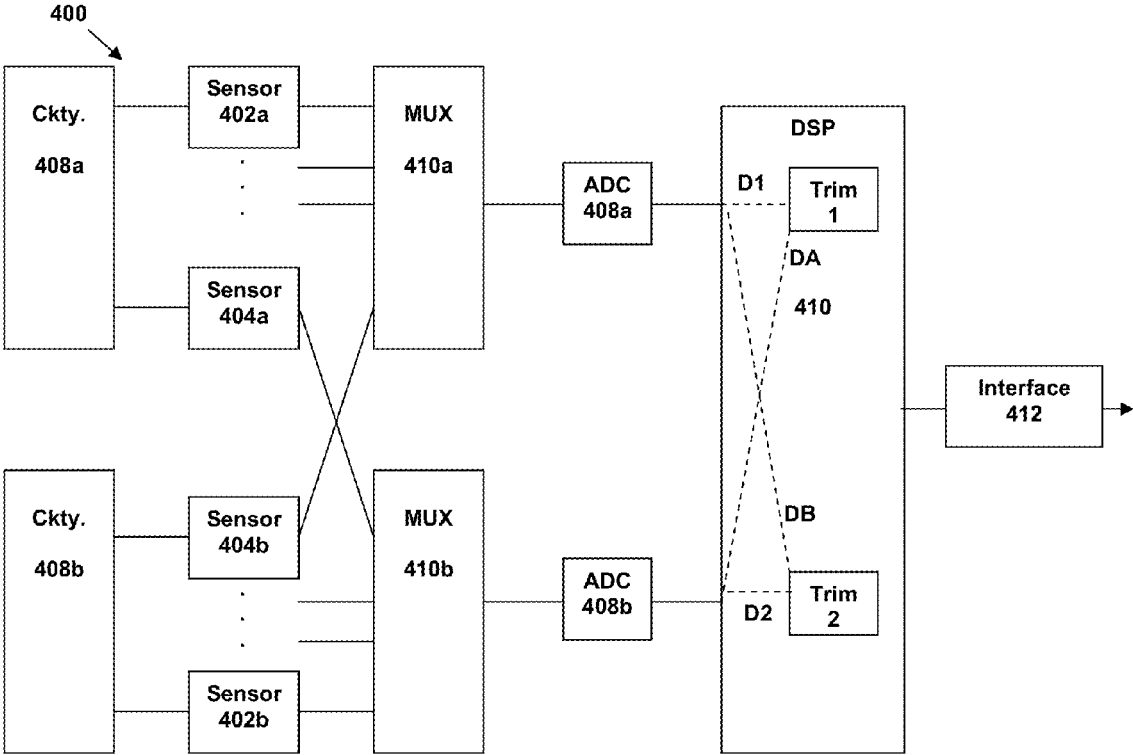 400
Ckty.
408a
Sensor
402a
MUX
410a
ADC
408a
DSP
D1
Trim
1
DA
410
Sensor
404a
Interface
412
Ckty.
408b
Sensor
404b
MUX
410b
ADC
408b
DB
D2
Trim
2
Sensor
402b